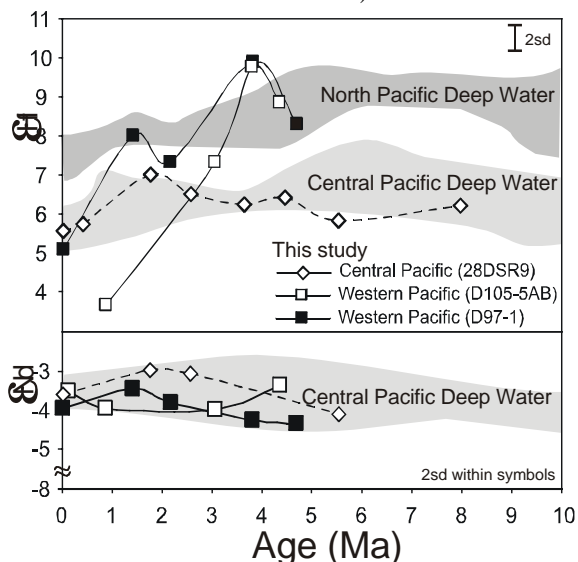 11
10
9
8
7
6
5
4
2sd
North Pacific Deep Water
Central Pacific Deep Water
This study
Central Pacific (28DSR9)
Western Pacific (D105-5AB)
Western Pacific (D97-1)
-3
-4
-5
-8
Central Pacific Deep Water
2sd within symbols
0 1 2 3 4 5 6 7 8 9 10
Age (Ma)